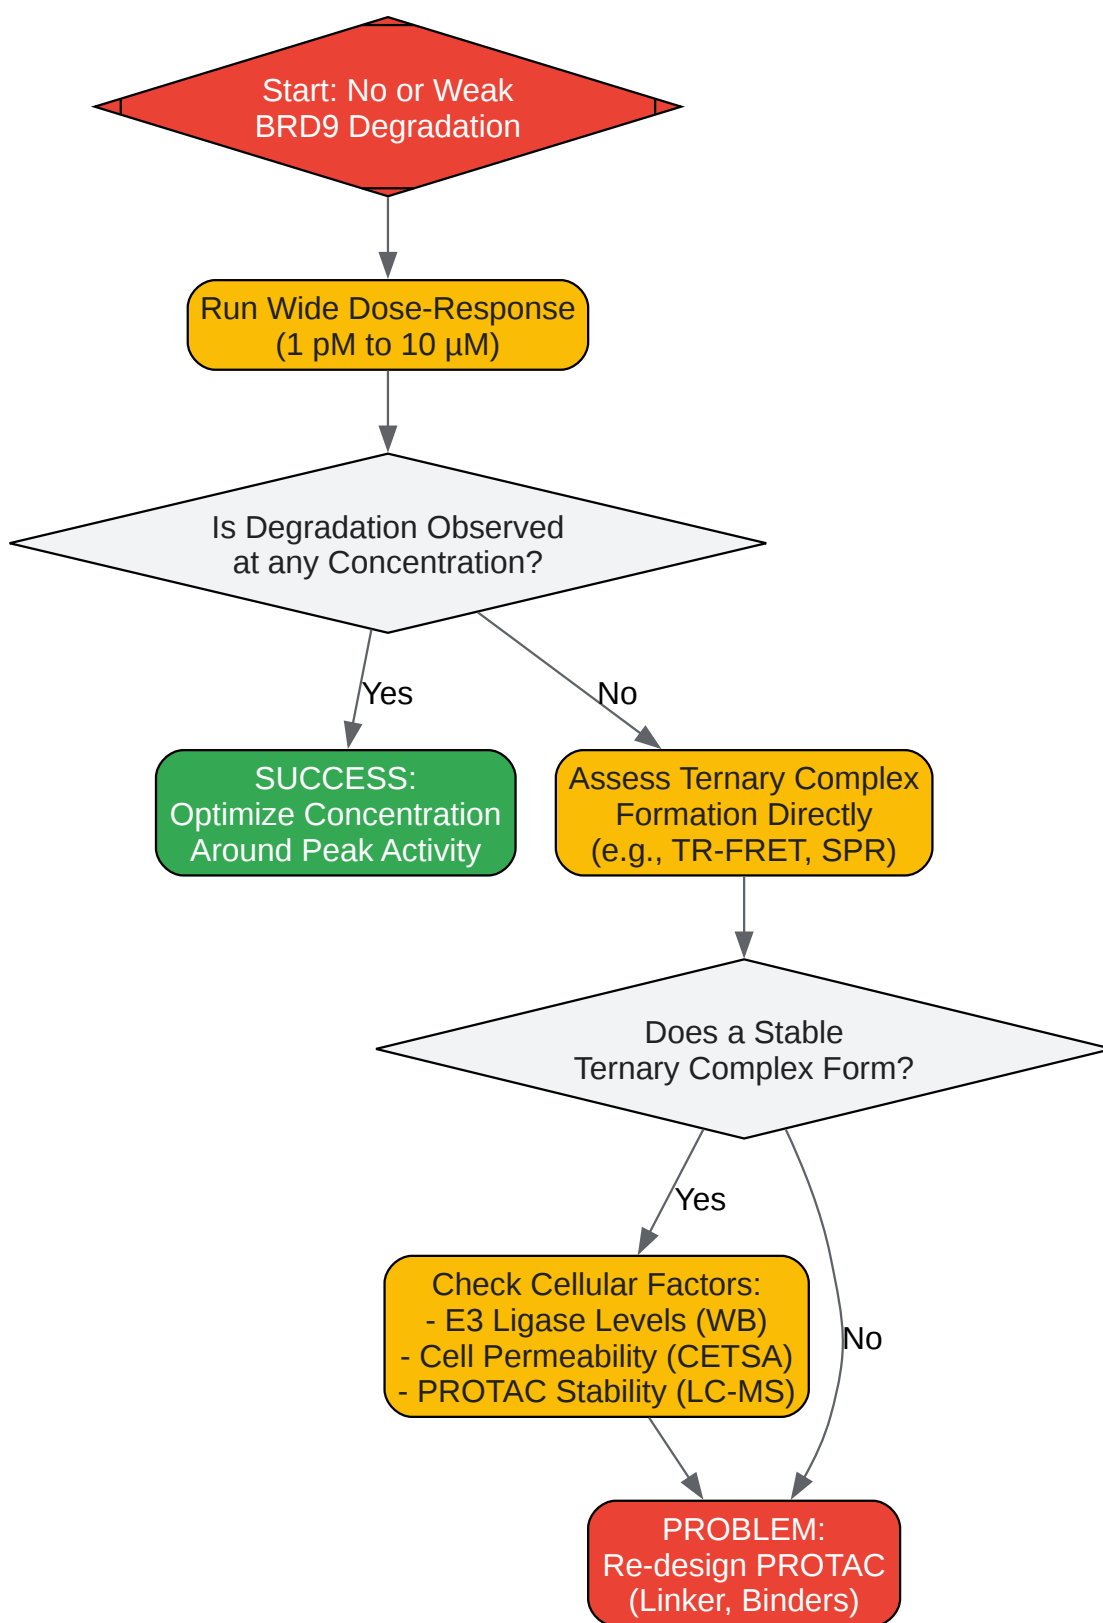 Start: No or Weak
BRD9 Degradation
Run Wide Dose-Response
(1 pM to 10 µM)
Is Degradation Observed
at any Concentration?
Yes
No
SUCCESS:
Optimize Concentration
Around Peak Activity
Assess Ternary Complex
Formation Directly
(e.g., TR-FRET, SPR)
Does a Stable
Ternary Complex Form?
Yes
Check Cellular Factors:
- E3 Ligase Levels (WB)
- Cell Permeability (CETSA)
- PROTAC Stability (LC-MS)
No
PROBLEM:
Re-design PROTAC
(Linker, Binders)